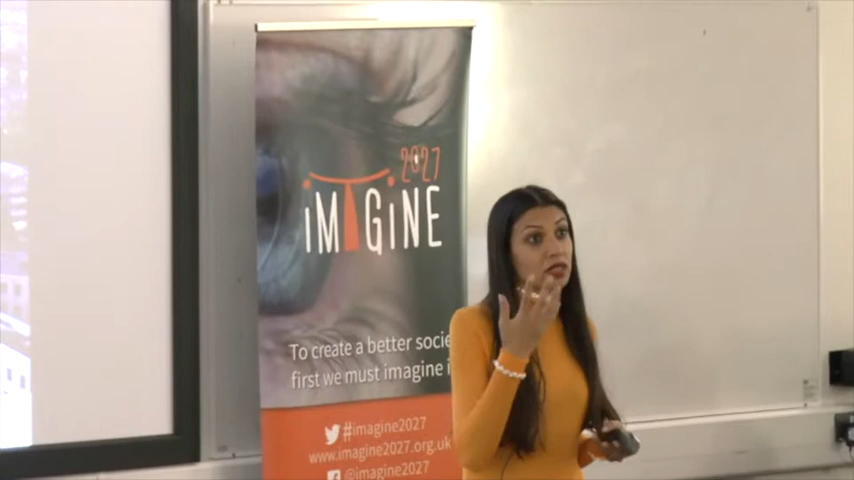 2027
iMAGiNE
To create a better socie
first we must imagine i
#imagine2027
www.imagine2027.org.uk
@imagine2027